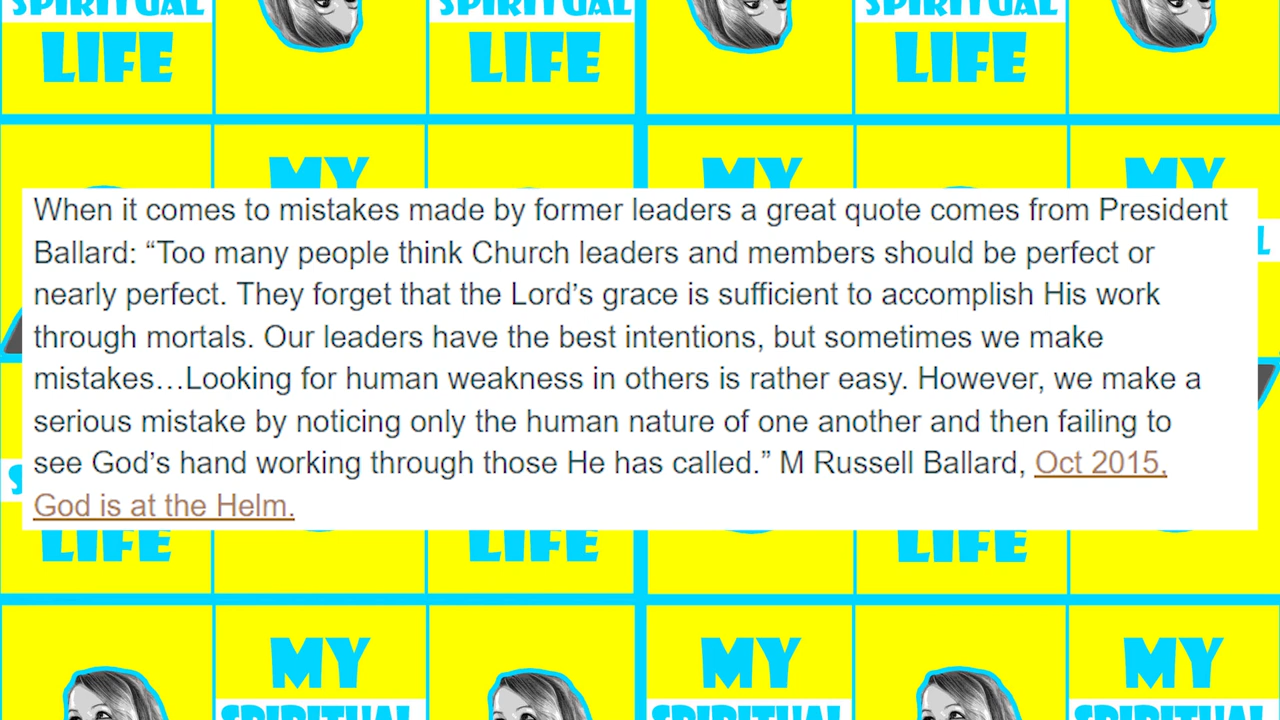 SPIRITUAL SPIRITUAL SPIRITUAL
LIFE LIFE LIFE
MY MY MY
When it comes to mistakes made by former leaders a great quote comes from President
Ballard: “Too many people think Church leaders and members should be perfect or
nearly perfect. They forget that the Lord’s grace is sufficient to accomplish His work
through mortals. Our leaders have the best intentions, but sometimes we make
mistakes…Looking for human weakness in others is rather easy. However, we make a
serious mistake by noticing only the human nature of one another and then failing to
see God’s hand working through those He has called.” M Russell Ballard, Oct 2015,
God is at the Helm.
LIFE LIFE LIFE
MY MY MY
SPIRITUAL SPIRITUAL SPIRITUAL